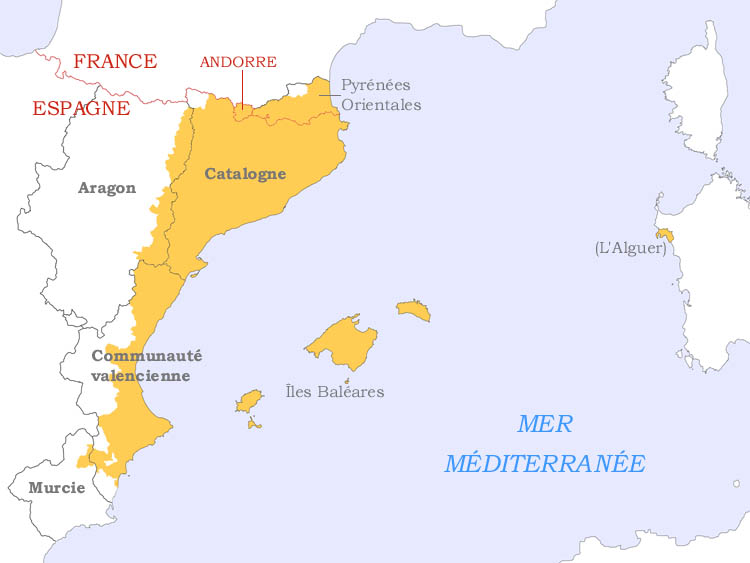 FRANCE
ANDORRE
ESPAGNE
Pyrénées
Orientales
Catalogne
Aragon
(L'Alguer)
Communauté
valencienne
Îles Baléares
MER
MÉDITERRANÉE
Murcie